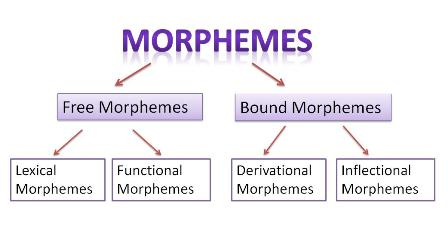 MORPHEMES
Free Morphemes
Bound Morphemes
Lexical
Morphemes
Functional
Morphemes
Derivational
Morphemes
Inflectional
Morphemes